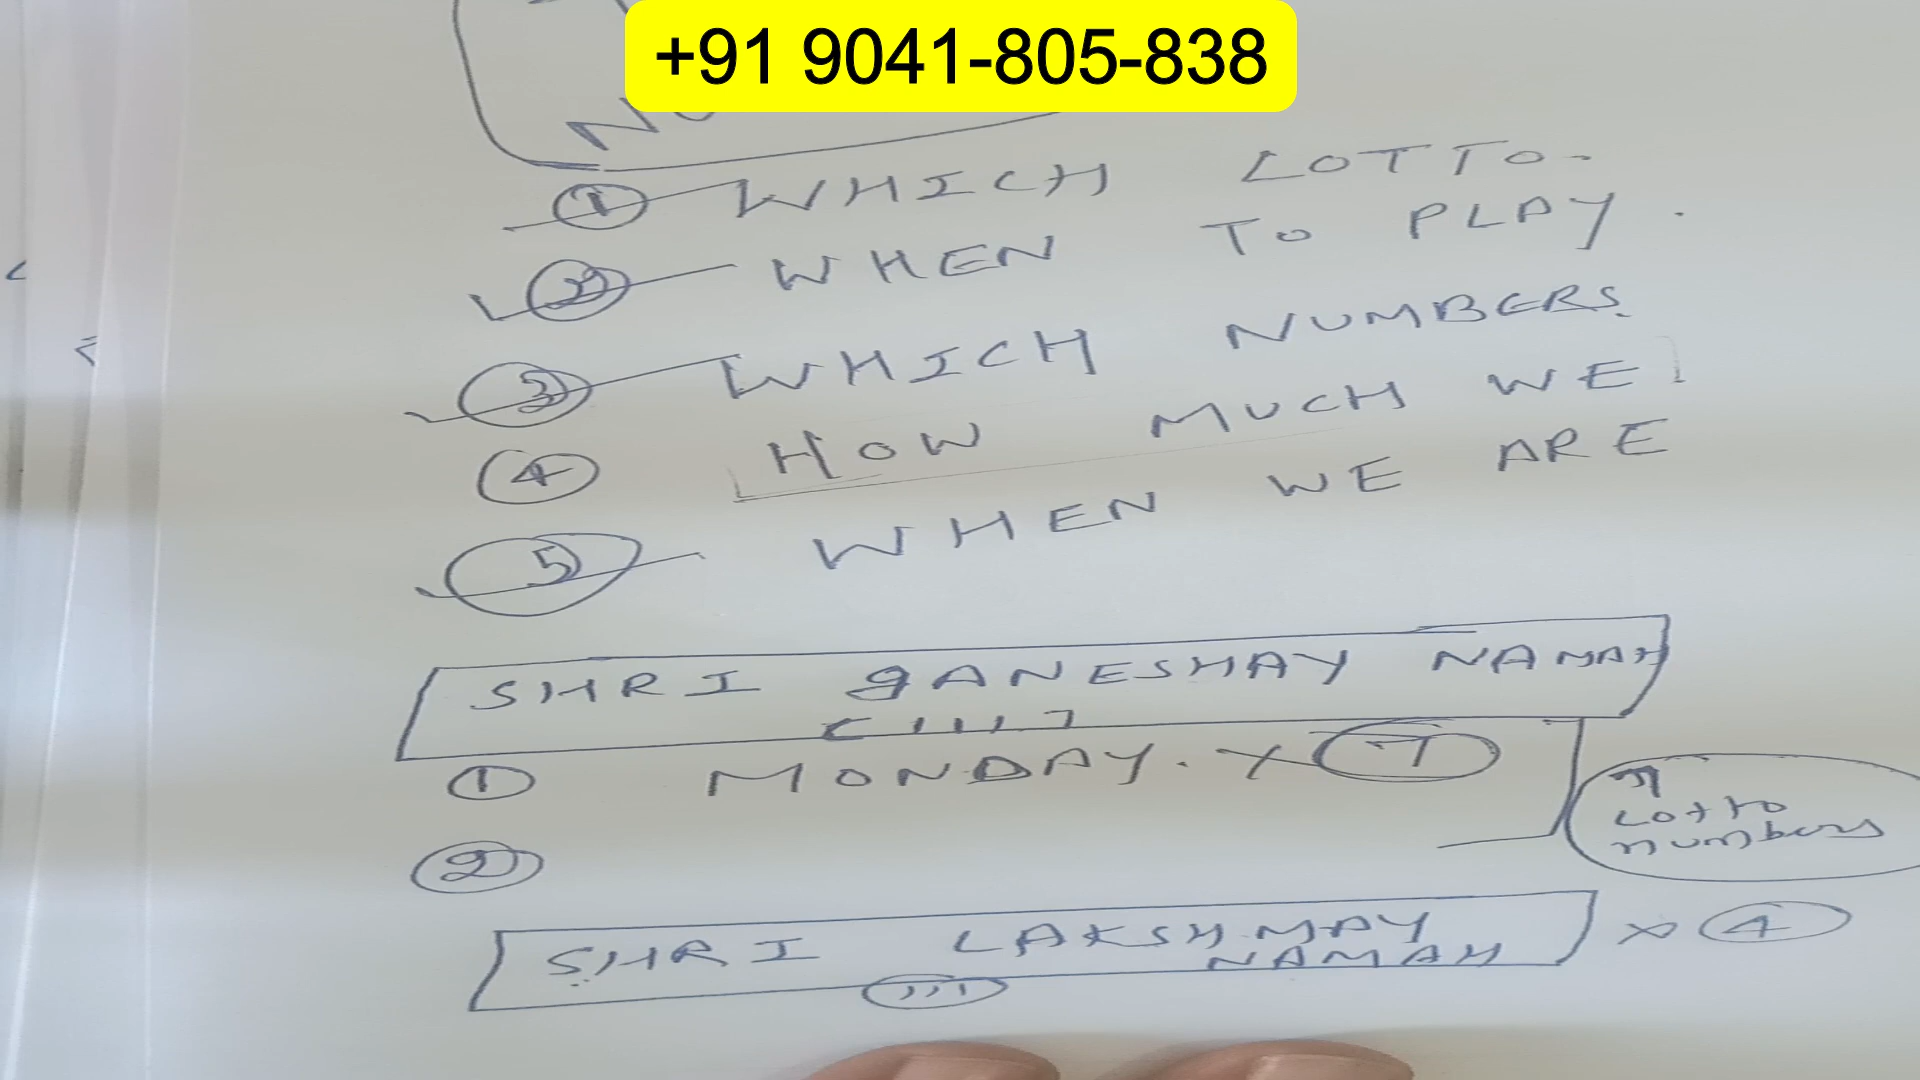 +91 9041-805-838
① WHICH LOTTO.
② WHEN TO PLAY.
③ WHICH NUMBERS.
④ HOW MUCH WE
⑤ WHEN WE ARE
SHRI GANESHAY NAMAH
① MONDAY. X 7
Lotto
numbers
②
SHRI LAKSHMAY X 4
NAMAH